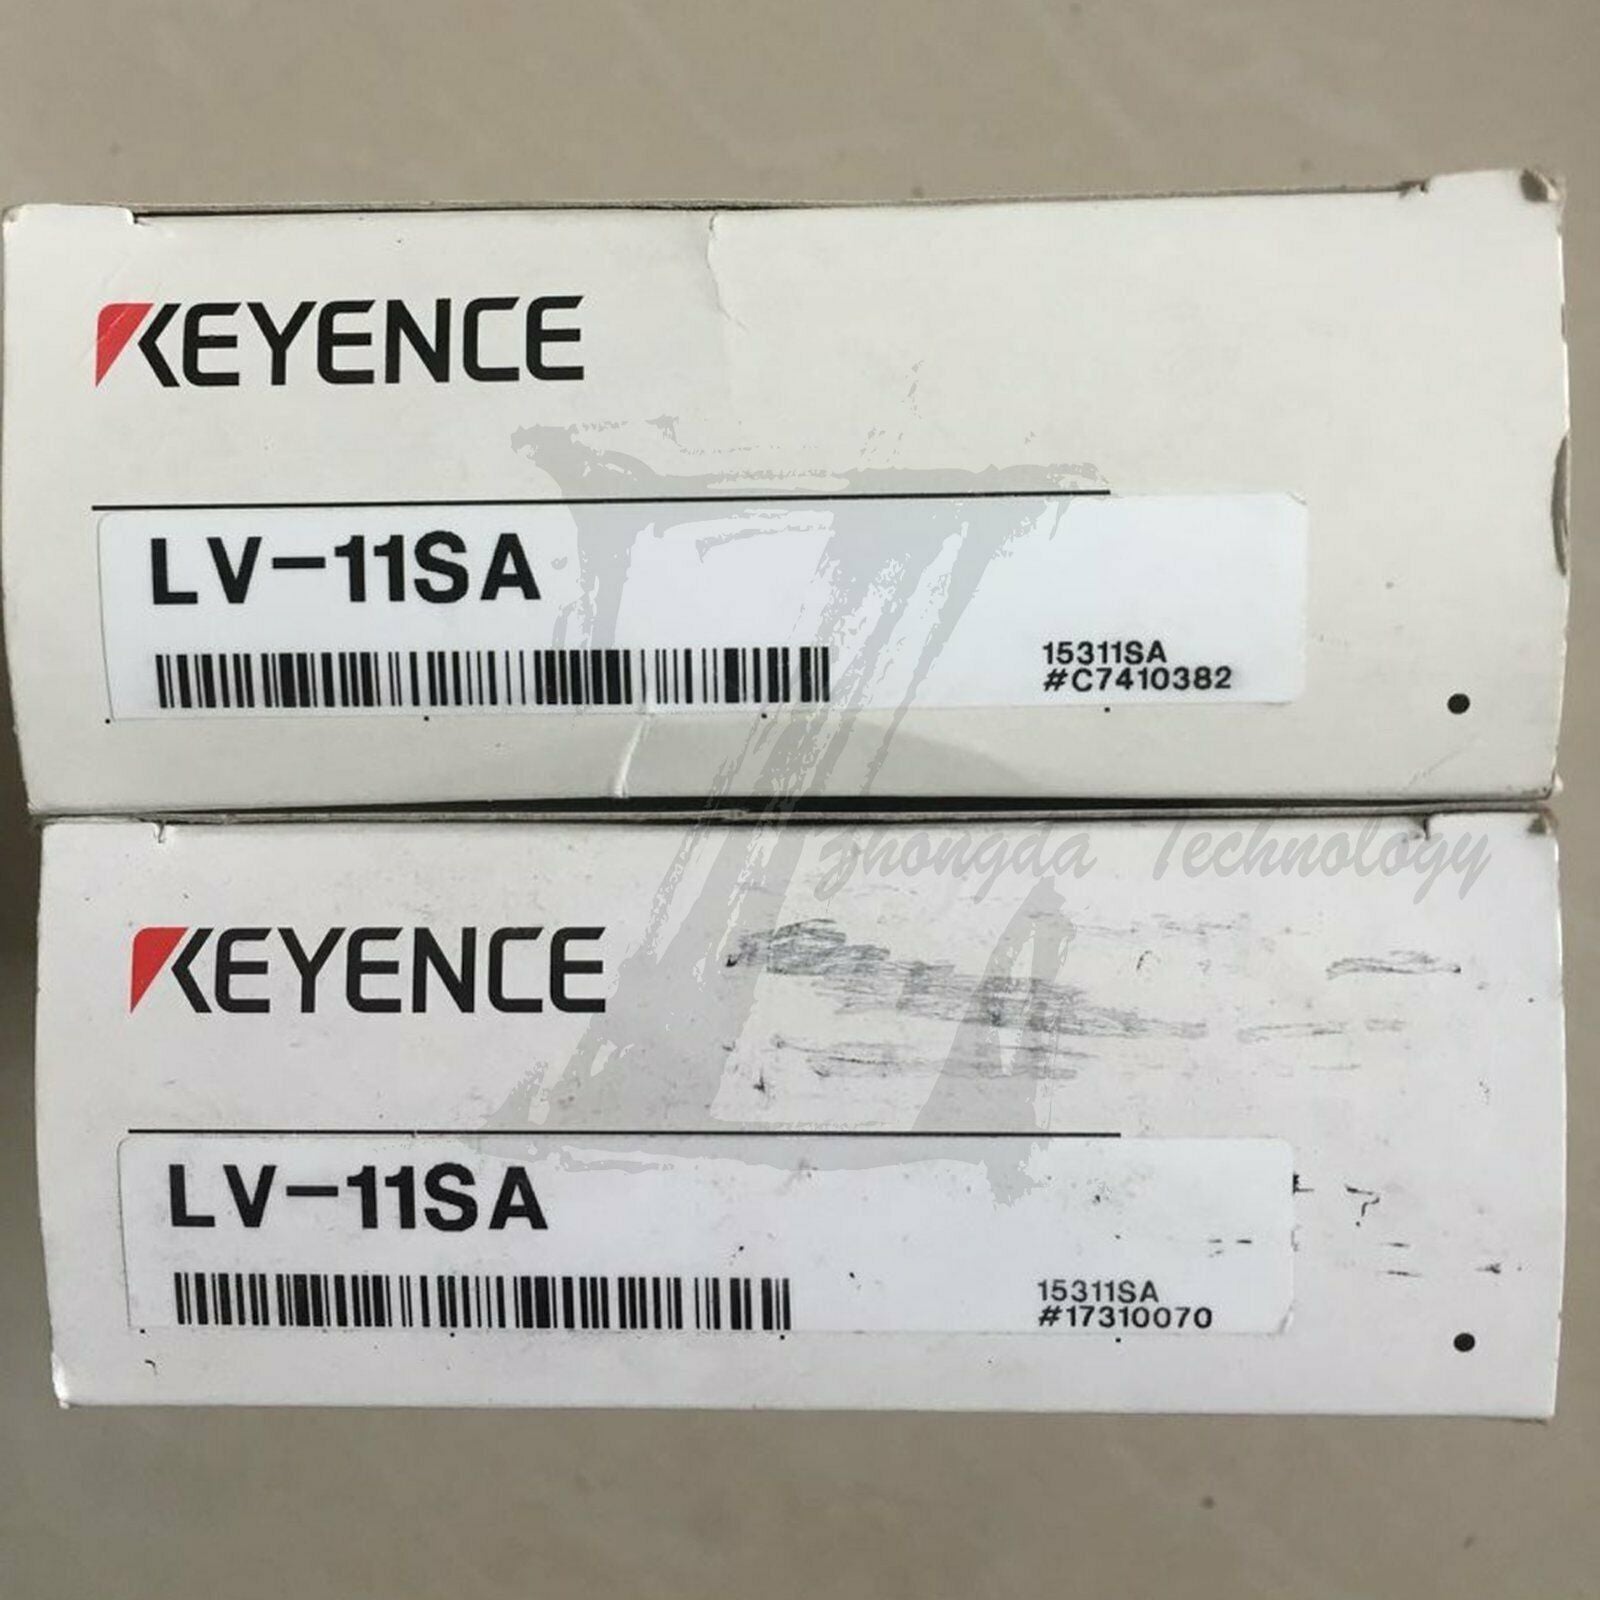 KEYENCE
LV-11SA
15311SA
#C7410382
Zhongda Technology
KEYENCE
LV-11SA
15311SA
#17310070